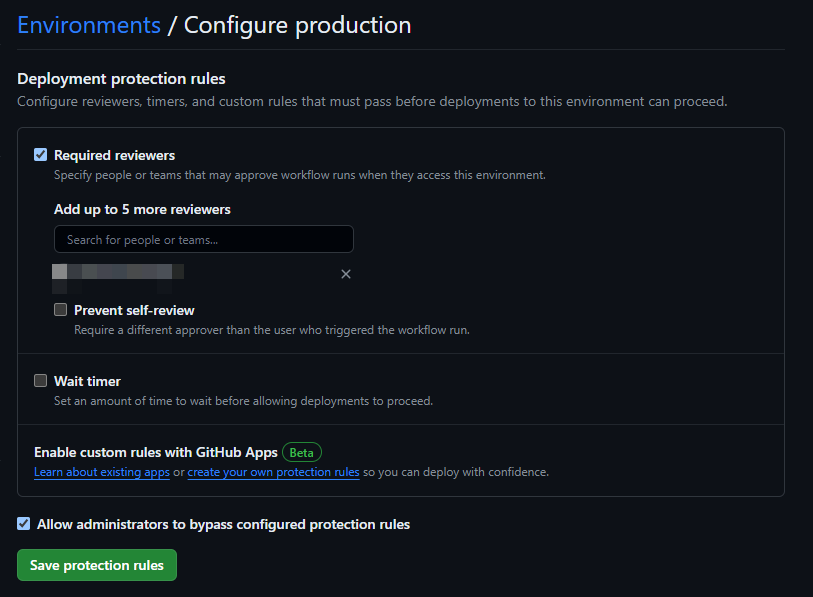 Environments / Configure production
Deployment protection rules
Configure reviewers, timers, and custom rules that must pass before deployments to this environment can proceed.
Required reviewers
Specify people or teams that may approve workflow runs when they access this environment.
Add up to 5 more reviewers
Search for people or teams...
Prevent self-review
Require a different approver than the user who triggered the workflow run.
Wait timer
Set an amount of time to wait before allowing deployments to proceed.
Enable custom rules with GitHub Apps Beta
Learn about existing apps or create your own protection rules so you can deploy with confidence.
Allow administrators to bypass configured protection rules
Save protection rules